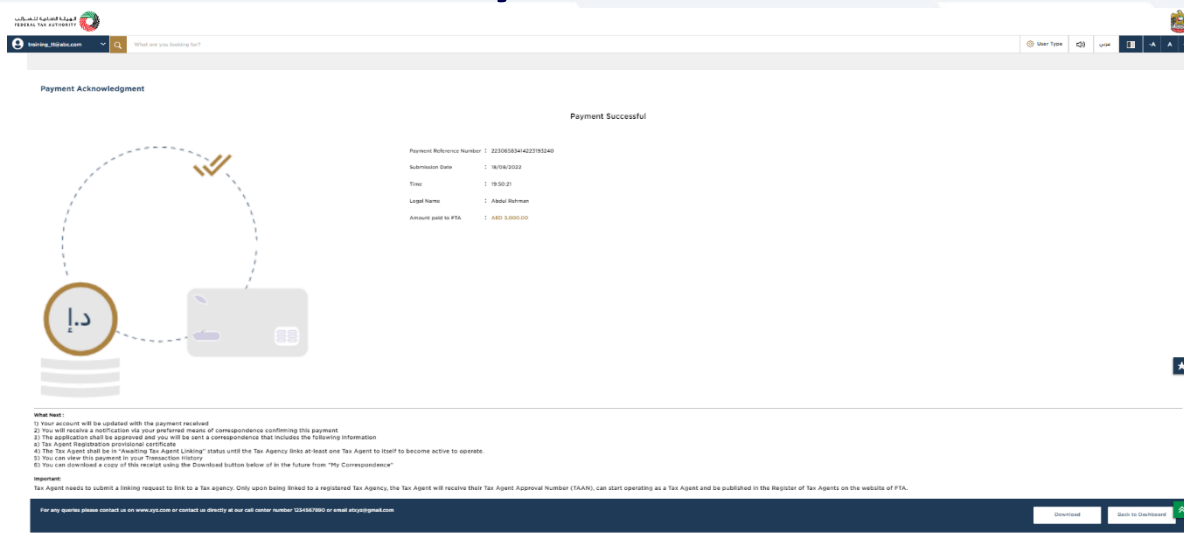 الهيئة الاتحادية للضرائب
FEDERAL TAX AUTHORITY
training_tt@abc.com
What are you looking for?
User Type
عربي
-A A
Payment Acknowledgment
Payment Successful
Payment Reference Number : 22306583414223193240
Submission Date : 18/08/2022
Time : 19:50:21
Legal Name : Abdul Rehman
Amount paid to FTA : AED 3,000.00
د.إ
What Next :
1) Your account will be updated with the payment received
2) You will receive a notification via your preferred means of correspondence confirming this payment
3) The application shall be approved and you will be sent a correspondence that includes the following information
a) Tax Agent Registration provisional certificate
4) The Tax Agent shall be in "Awaiting Tax Agent Linking" status until the Tax Agency links at-least one Tax Agent to itself to become active to operate.
5) You can view this payment in your Transaction History
6) You can download a copy of this receipt using the Download button below of in the future from "My Correspondence"
Important:
Tax Agent needs to submit a linking request to link to a Tax agency. Only upon being linked to a registered Tax Agency, the Tax Agent will receive their Tax Agent Approval Number (TAAN), can start operating as a Tax Agent and be published in the Register of Tax Agents on the website of FTA.
For any queries please contact us on www.xyz.com or contact us directly at our call center number 1234567890 or email atxyz@gmail.com
Download
Back to Dashboard